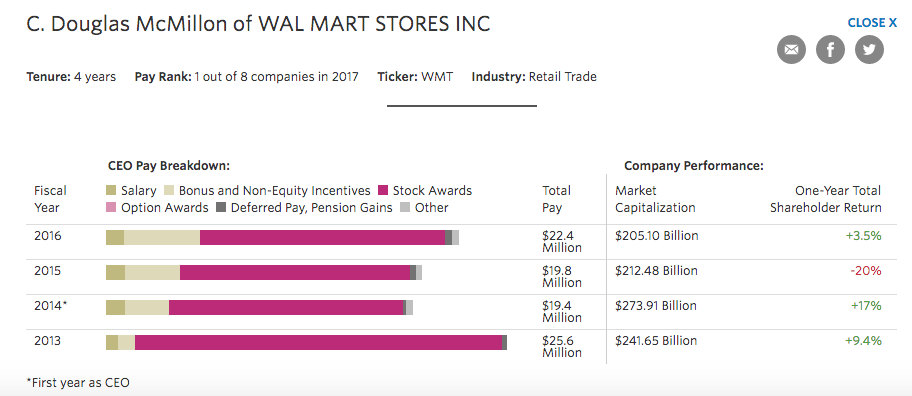 C. Douglas McMillon of WAL MART STORES INC
CLOSE X
Tenure: 4 years Pay Rank: 1 out of 8 companies in 2017 Ticker: WMT Industry: Retail Trade
CEO Pay Breakdown: Company Performance:
Fiscal Year Salary Bonus and Non-Equity Incentives Stock Awards Option Awards Deferred Pay, Pension Gains Other Total Pay Market Capitalization One-Year Total Shareholder Return
2016 $22.4 Million $205.10 Billion +3.5%
2015 $19.8 Million $212.48 Billion -20%
2014* $19.4 Million $273.91 Billion +17%
2013 $25.6 Million $241.65 Billion +9.4%
*First year as CEO